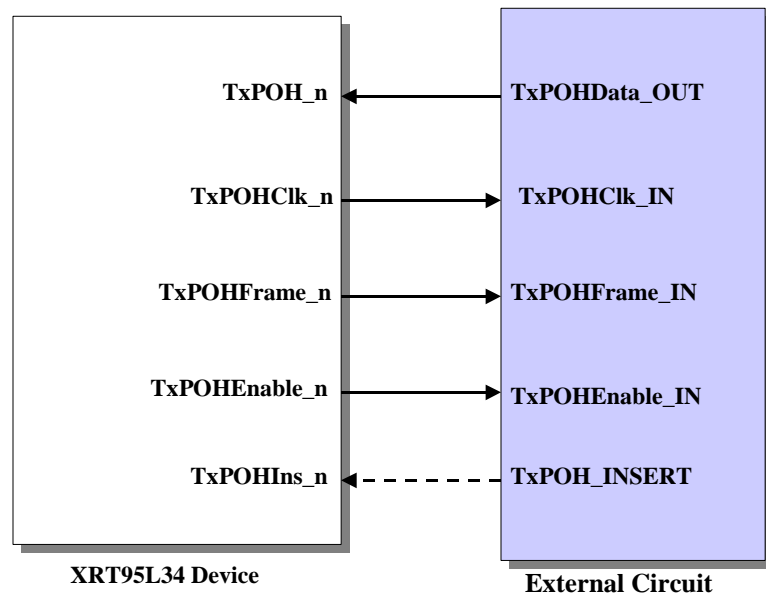 TxPOH_n TxPOHData_OUT
TxPOHClk_n TxPOHClk_IN
TxPOHFrame_n TxPOHFrame_IN
TxPOHEnable_n TxPOHEnable_IN
TxPOHIns_n TxPOH_INSERT
XRT95L34 Device External Circuit